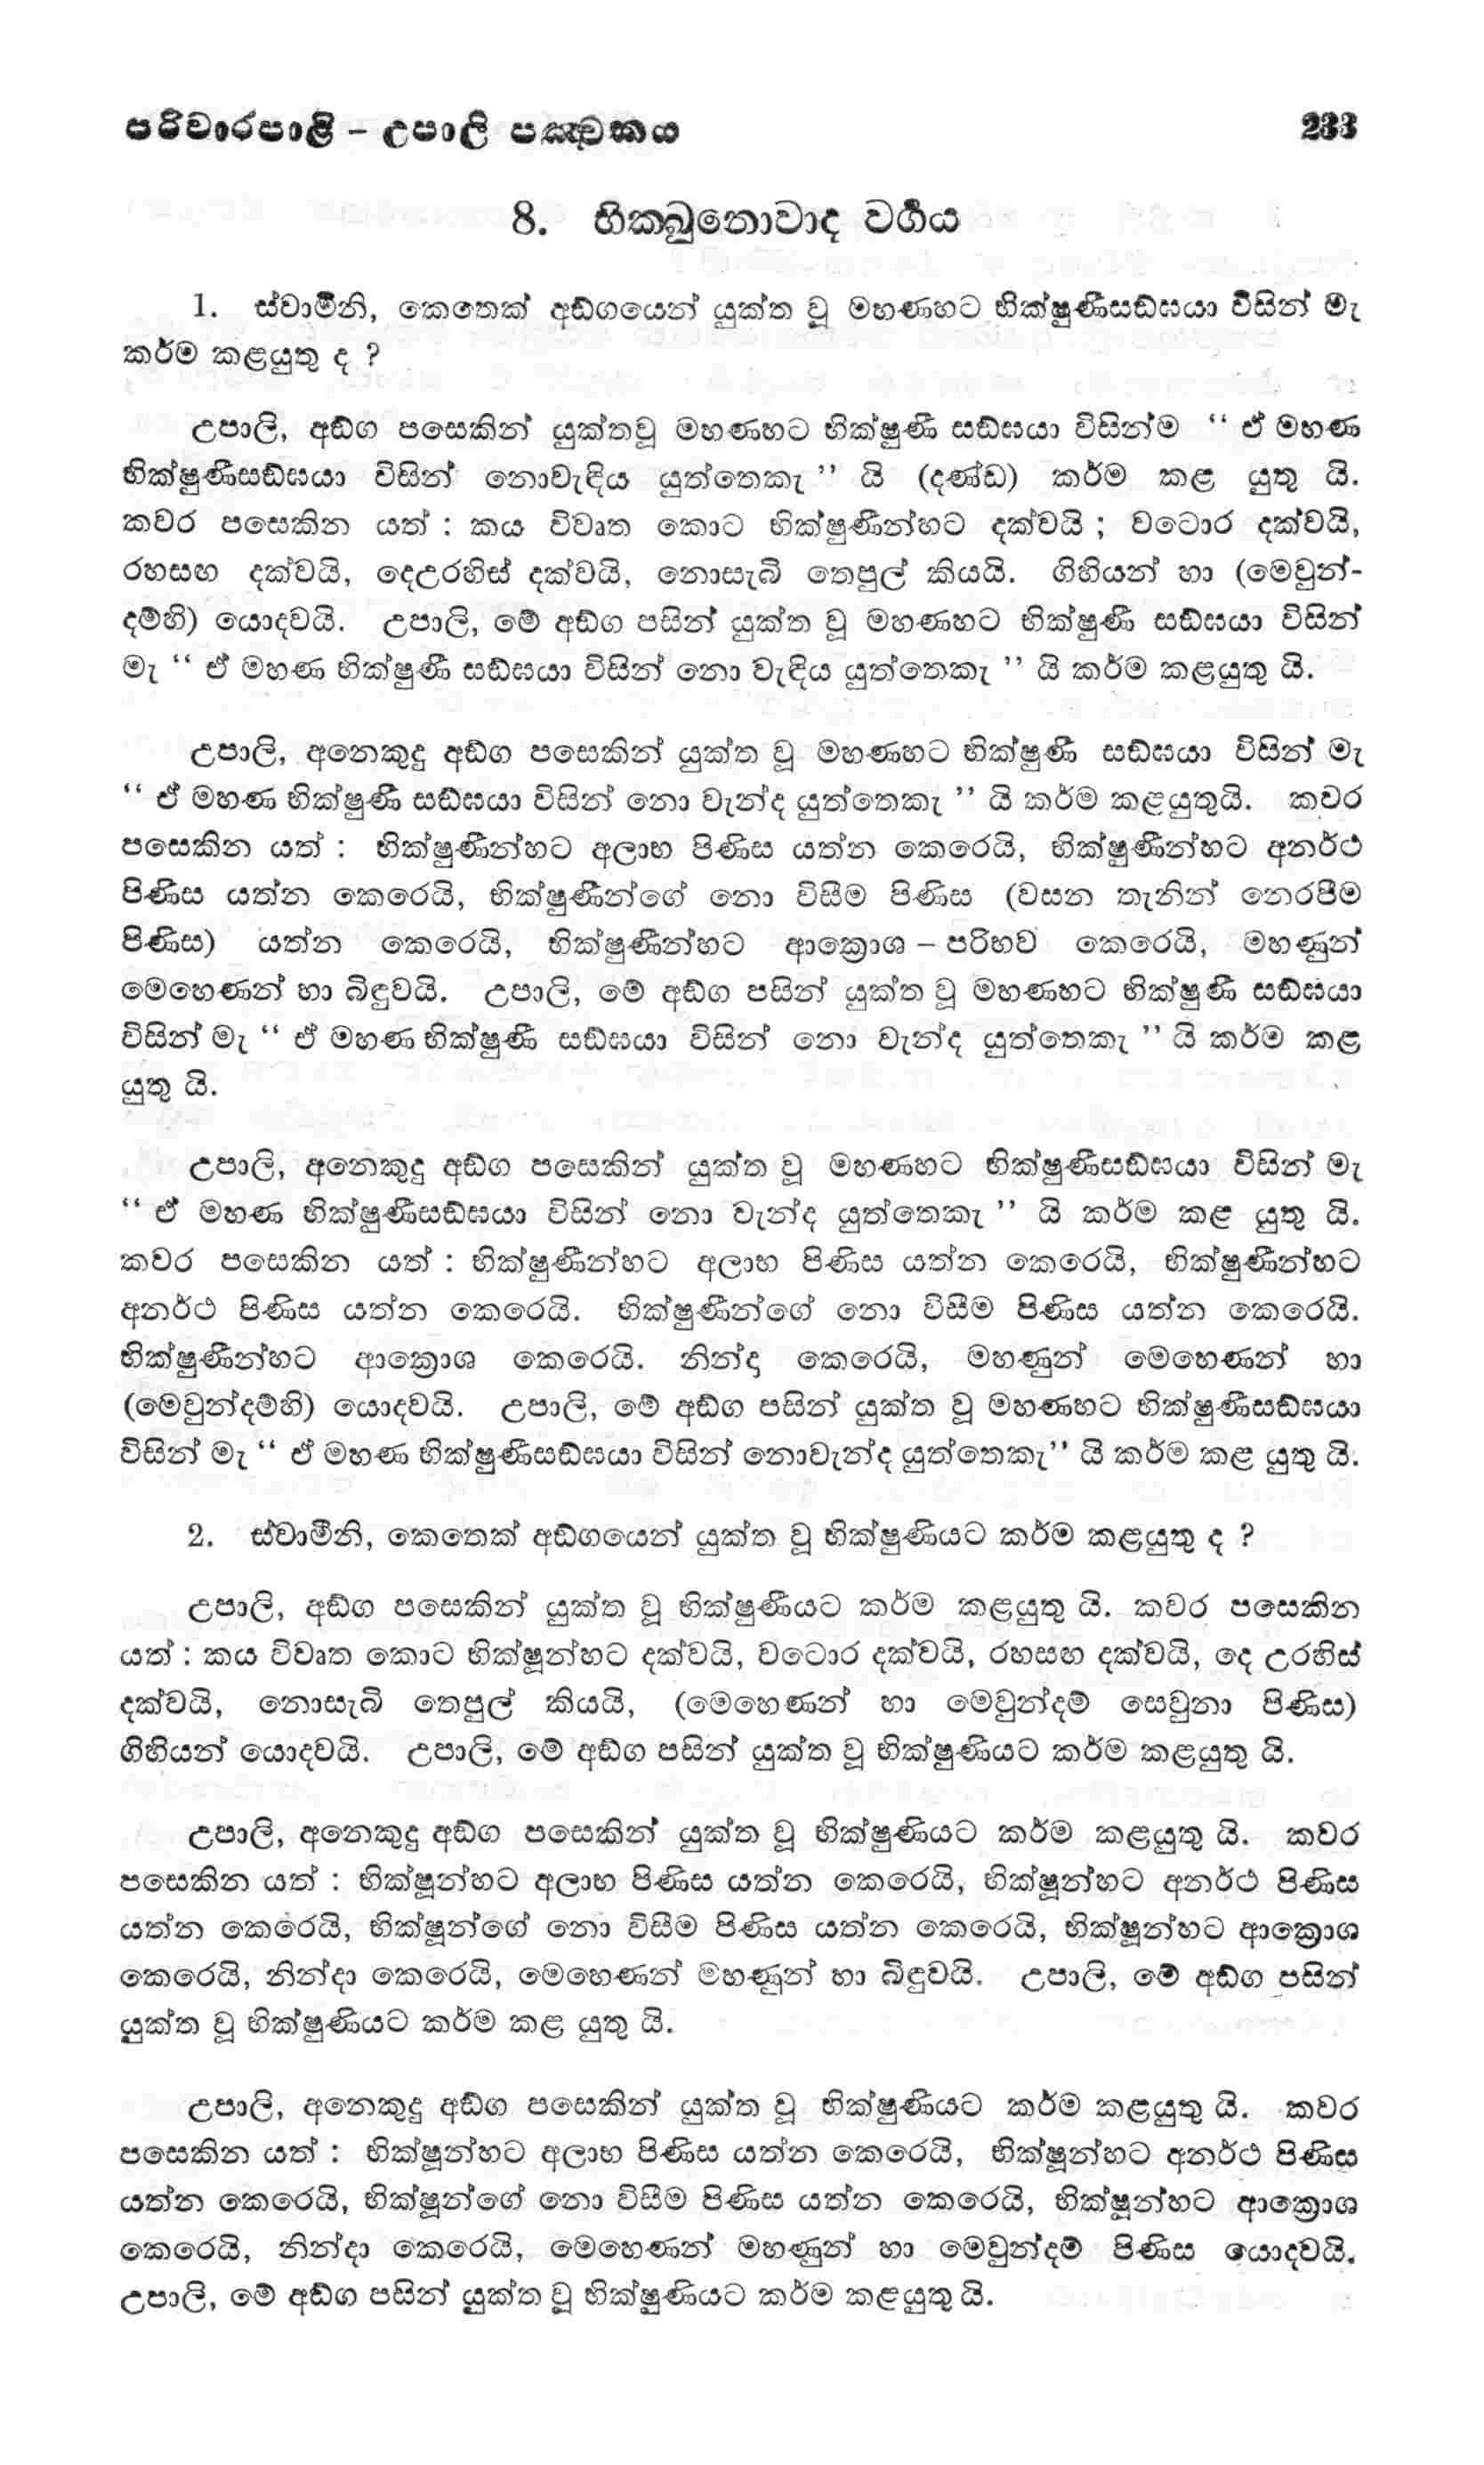 පරිවාරපාළි – උපාලි පඤ්චකය 233
8. භික්ඛුනොවාද වර්‍ගය
1. ස්වාමීනි, කෙතෙක් අඞ්ගයෙන් යුක්ත වූ මහණහට භික්ෂුණීසඞ්ඝයා විසින් මැ
කර්ම කළයුතු ද ?
උපාලි, අඞ්ග පසෙකින් යුක්තවූ මහණහට භික්ෂුණී සඞ්ඝයා විසින්ම “ ඒ මහණ
භික්ෂුණීසඞ්ඝයා විසින් නොවැඳිය යුත්තෙකැ ” යි (දණ්ඩ) කර්ම කළ යුතු යි.
කවර පසෙකින යත් : කය විවෘත කොට භික්ෂුණීන්හට දක්වයි ; වටොර දක්වයි,
රහසඟ දක්වයි, දෙඋරහිස් දක්වයි, නොසැබි තෙපුල් කියයි. ගිහියන් හා (මෙවුන්-
දම්හි) යොදවයි. උපාලි, මේ අඞ්ග පසින් යුක්ත වූ මහණහට භික්ෂුණී සඞ්ඝයා විසින්
මැ “ ඒ මහණ භික්ෂුණී සඞ්ඝයා විසින් නො වැඳිය යුත්තෙකැ ” යි කර්ම කළයුතු යි.
උපාලි, අනෙකුදු අඞ්ග පසෙකින් යුක්ත වූ මහණහට භික්ෂුණී සඞ්ඝයා විසින් මැ
“ ඒ මහණ භික්ෂුණී සඞ්ඝයා විසින් නො වැන්ද යුත්තෙකැ ” යි කර්ම කළයුතුයි. කවර
පසෙකින යත් : භික්ෂුණීන්හට අලාභ පිණිස යත්න කෙරෙයි, භික්ෂුණීන්හට අනර්ථ
පිණිස යත්න කෙරෙයි, භික්ෂුණීන්ගේ නො විසීම පිණිස (වසන තැනින් නෙරපීම
පිණිස) යත්න කෙරෙයි, භික්ෂුණීන්හට ආක්‍රොශ – පරිභව කෙරෙයි, මහණුන්
මෙහෙණන් හා බිඳුවයි. උපාලි, මේ අඞ්ග පසින් යුක්ත වූ මහණහට භික්ෂුණී සඞ්ඝයා
විසින් මැ “ ඒ මහණ භික්ෂුණී සඞ්ඝයා විසින් නො වැන්ද යුත්තෙකැ ” යි කර්ම කළ
යුතු යි.
උපාලි, අනෙකුදු අඞ්ග පසෙකින් යුක්ත වූ මහණහට භික්ෂුණීසඞ්ඝයා විසින් මැ
“ ඒ මහණ භික්ෂුණීසඞ්ඝයා විසින් නො වැන්ද යුත්තෙකැ ” යි කර්ම කළ යුතු යි.
කවර පසෙකින යත් : භික්ෂුණීන්හට අලාභ පිණිස යත්න කෙරෙයි, භික්ෂුණීන්හට
අනර්ථ පිණිස යත්න කෙරෙයි. භික්ෂුණීන්ගේ නො විසීම පිණිස යත්න කෙරෙයි.
භික්ෂුණීන්හට ආක්‍රොශ කෙරෙයි. නින්දා කෙරෙයි, මහණුන් මෙහෙණන් හා
(මෙවුන්දම්හි) යොදවයි. උපාලි, මේ අඞ්ග පසින් යුක්ත වූ මහණහට භික්ෂුණීසඞ්ඝයා
විසින් මැ “ ඒ මහණ භික්ෂුණීසඞ්ඝයා විසින් නොවැන්ද යුත්තෙකැ” යි කර්ම කළ යුතු යි.
2. ස්වාමීනි, කෙතෙක් අඞ්ගයෙන් යුක්ත වූ භික්ෂුණියට කර්ම කළයුතු ද ?
උපාලි, අඞ්ග පසෙකින් යුක්ත වූ භික්ෂුණියට කර්ම කළයුතු යි. කවර පසෙකින
යත් : කය විවෘත කොට භික්ෂූන්හට දක්වයි, වටොර දක්වයි, රහසඟ දක්වයි, දෙ උරහිස්
දක්වයි, නොසැබි තෙපුල් කියයි, (මෙහෙණන් හා මෙවුන්දම් සෙවුනා පිණිස)
ගිහියන් යොදවයි. උපාලි, මේ අඞ්ග පසින් යුක්ත වූ භික්ෂුණියට කර්ම කළයුතු යි.
උපාලි, අනෙකුදු අඞ්ග පසෙකින් යුක්ත වූ භික්ෂුණියට කර්ම කළයුතු යි. කවර
පසෙකින යත් : භික්ෂූන්හට අලාභ පිණිස යත්න කෙරෙයි, භික්ෂූන්හට අනර්ථ පිණිස
යත්න කෙරෙයි, භික්ෂූන්ගේ නො විසීම පිණිස යත්න කෙරෙයි, භික්ෂූන්හට ආක්‍රොශ
කෙරෙයි, නින්දා කෙරෙයි, මෙහෙණන් මහණුන් හා බිඳුවයි. උපාලි, මේ අඞ්ග පසින්
යුක්ත වූ භික්ෂුණියට කර්ම කළ යුතු යි.
උපාලි, අනෙකුදු අඞ්ග පසෙකින් යුක්ත වූ භික්ෂුණියට කර්ම කළයුතු යි. කවර
පසෙකින යත් : භික්ෂූන්හට අලාභ පිණිස යත්න කෙරෙයි, භික්ෂූන්හට අනර්ථ පිණිස
යත්න කෙරෙයි, භික්ෂූන්ගේ නො විසීම පිණිස යත්න කෙරෙයි, භික්ෂූන්හට ආක්‍රොශ
කෙරෙයි, නින්දා කෙරෙයි, මෙහෙණන් මහණුන් හා මෙවුන්දම් පිණිස යොදවයි.
උපාලි, මේ අඞ්ග පසින් යුක්ත වූ භික්ෂුණියට කර්ම කළයුතු යි.